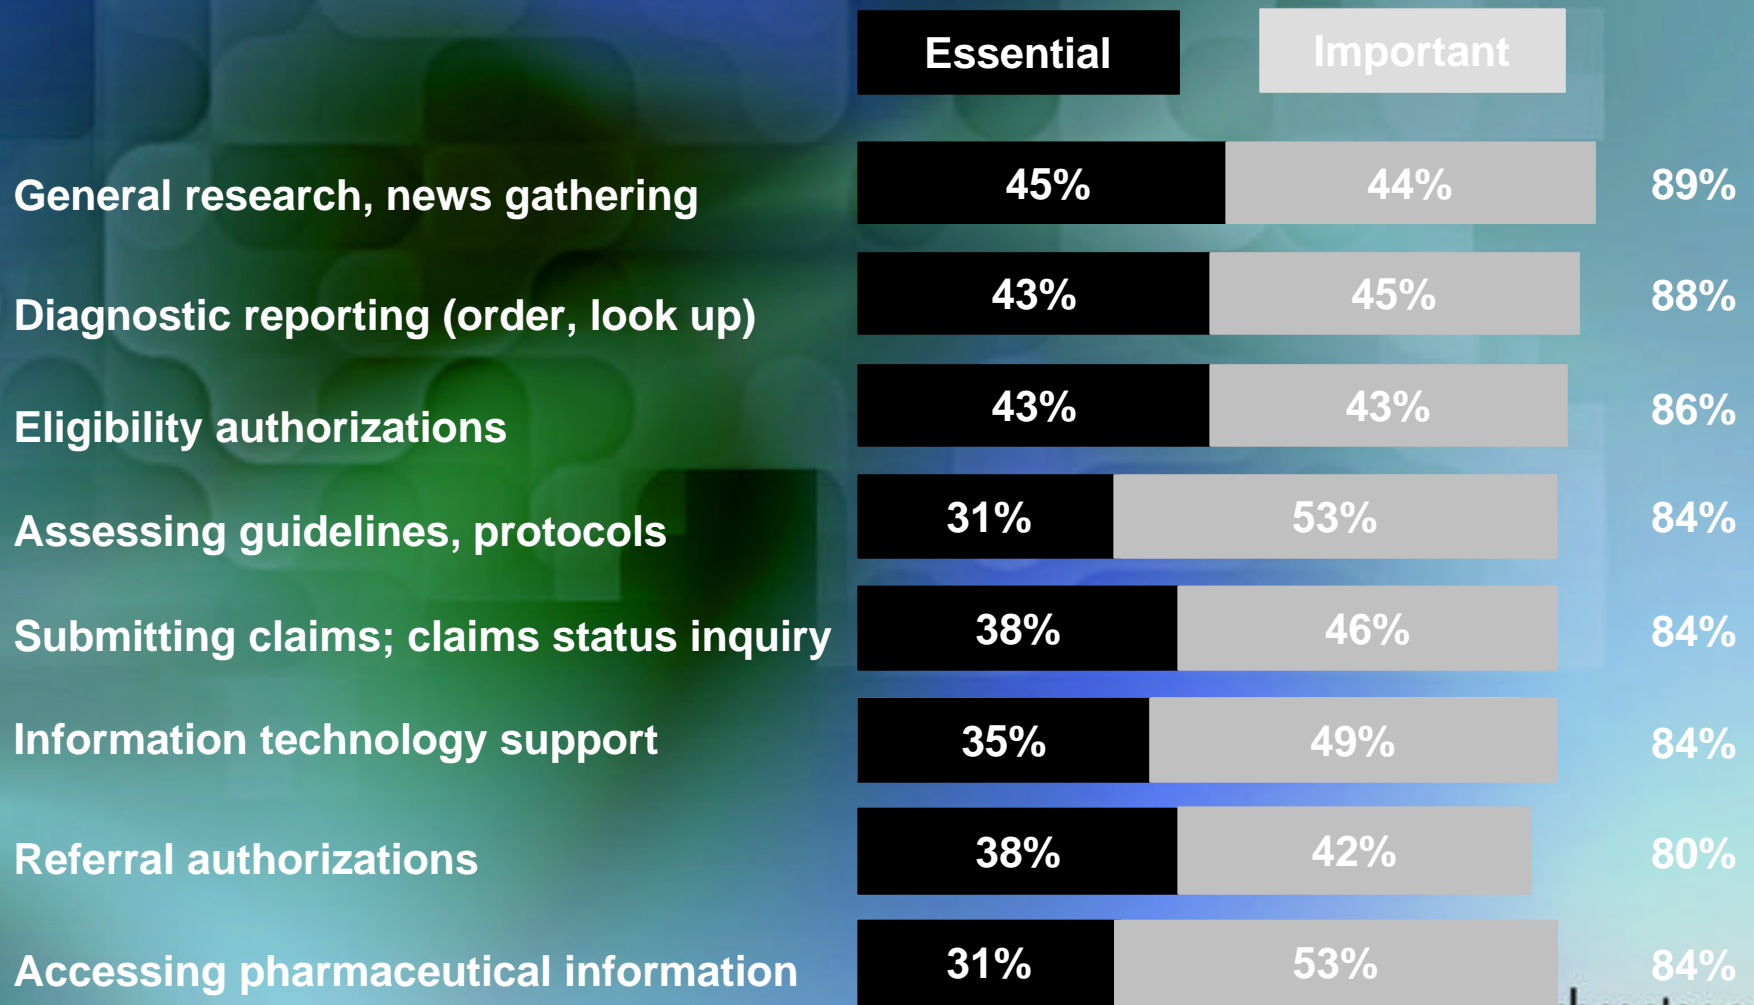 Essential Important
General research, news gathering 45% 44% 89%
Diagnostic reporting (order, look up) 43% 45% 88%
Eligibility authorizations 43% 43% 86%
Assessing guidelines, protocols 31% 53% 84%
Submitting claims; claims status inquiry 38% 46% 84%
Information technology support 35% 49% 84%
Referral authorizations 38% 42% 80%
Accessing pharmaceutical information 31% 53% 84%